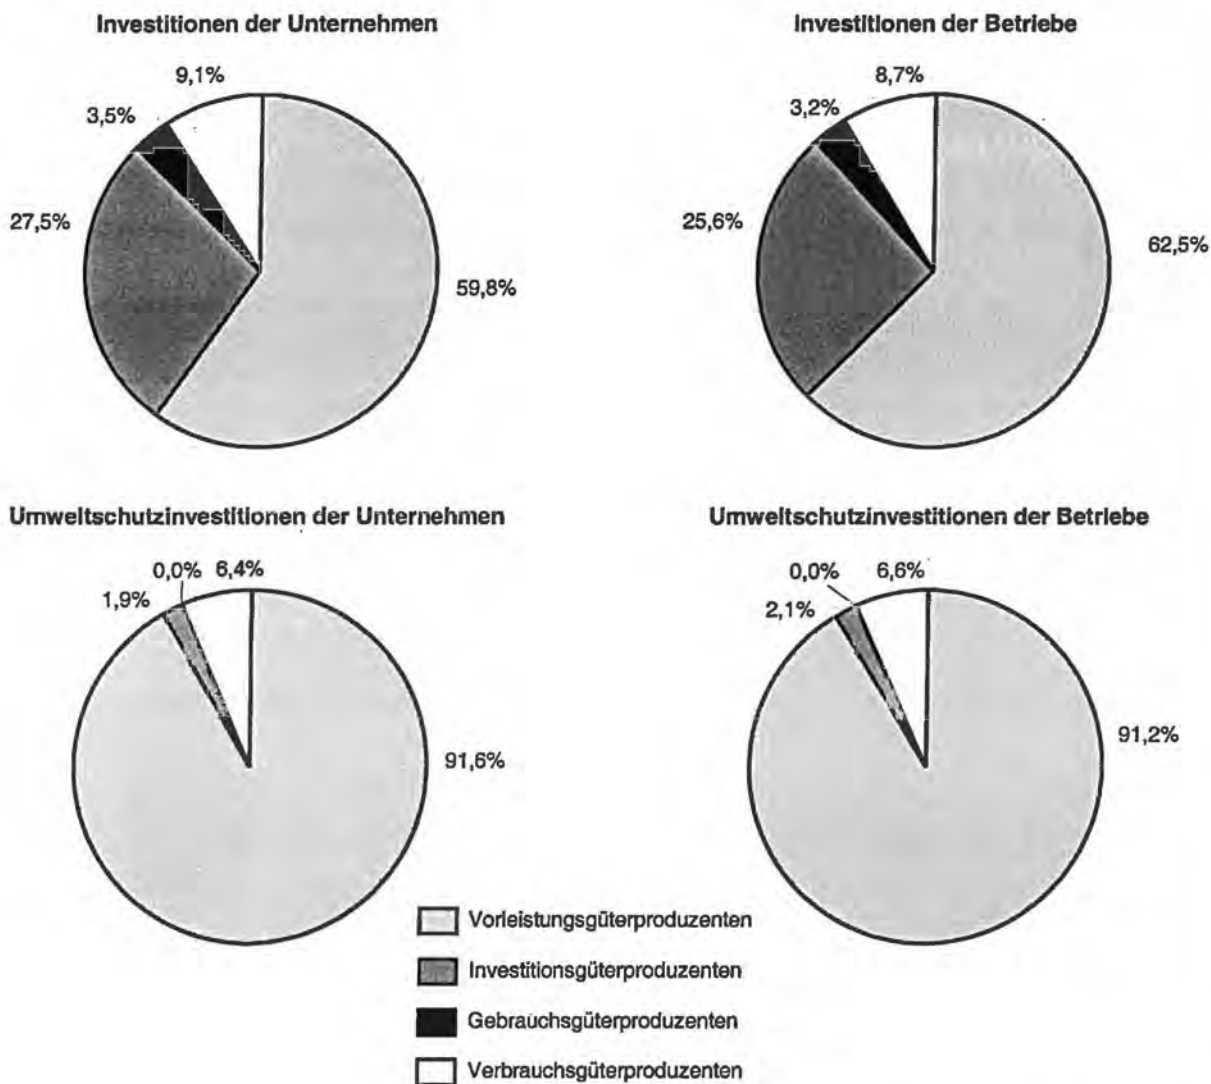 Investitionen der Unternehmen
9,1%
3,5%
27,5%
59,8%
Investitionen der Betriebe
8,7%
3,2%
25,6%
62,5%
Umweltschutzinvestitionen der Unternehmen
0,0% 6,4%
1,9%
91,6%
Umweltschutzinvestitionen der Betriebe
0,0% 6,6%
2,1%
91,2%
Vorleistungsgüterproduzenten
Investitionsgüterproduzenten
Gebrauchsgüterproduzenten
Verbrauchsgüterproduzenten